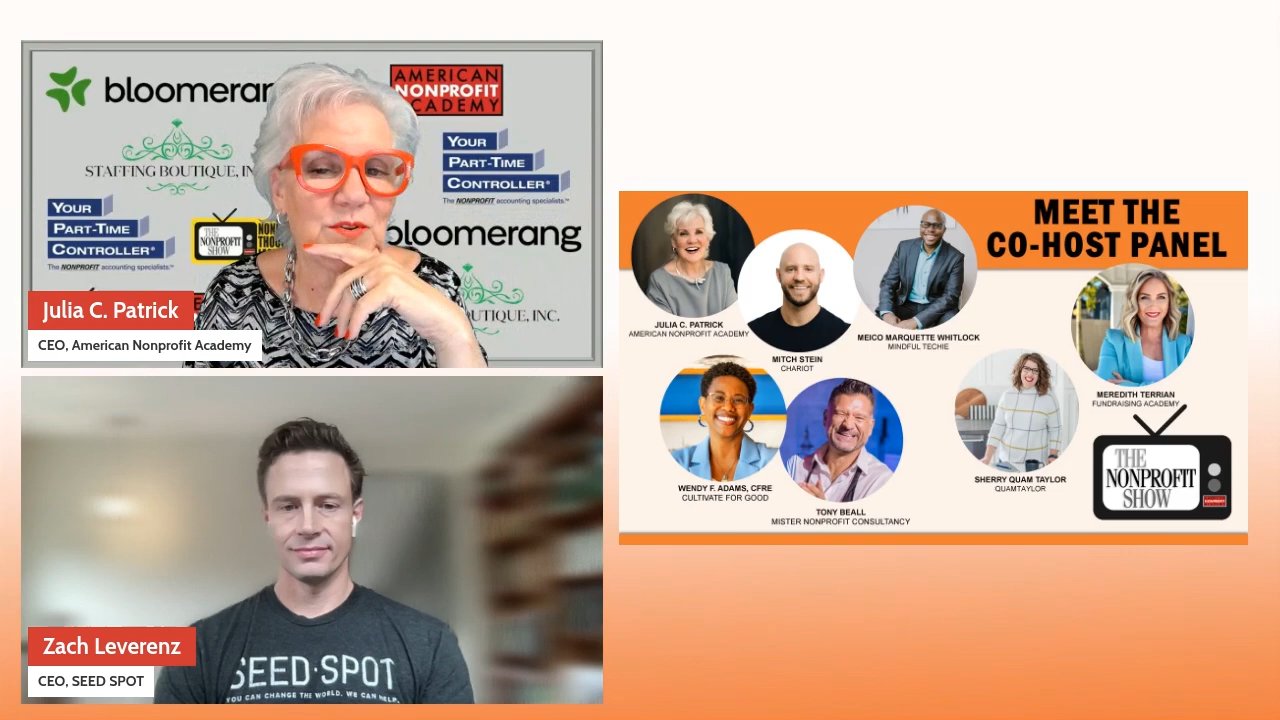 bloomerang
AMERICAN
NONPROFIT
ACADEMY
STAFFING BOUTIQUE, IN
YOUR
PART-TIME
CONTROLLER®
The NONPROFIT accounting specialists.™
YOUR
PART-TIME
CONTROLLER®
The NONPROFIT accounting specialists.™
THE
NONPROFIT
SHOW
NON
THOU
bloomerang
UTIQUE, INC.
Julia C. Patrick
CEO, American Nonprofit Academy
SEED·SPOT
YOU CAN CHANGE THE WORLD. WE CAN HELP.
Zach Leverenz
CEO, SEED SPOT
MEET THE
CO-HOST PANEL
JULIA C. PATRICK
AMERICAN NONPROFIT ACADEMY
MITCH STEIN
CHARIOT
MEICO MARQUETTE WHITLOCK
MINDFUL TECHIE
MEREDITH TERRIAN
FUNDRAISING ACADEMY
WENDY F. ADAMS, CFRE
CULTIVATE FOR GOOD
TONY BEALL
MISTER NONPROFIT CONSULTANCY
SHERRY QUAM TAYLOR
QUAMTAYLOR
THE
NONPROFIT
SHOW